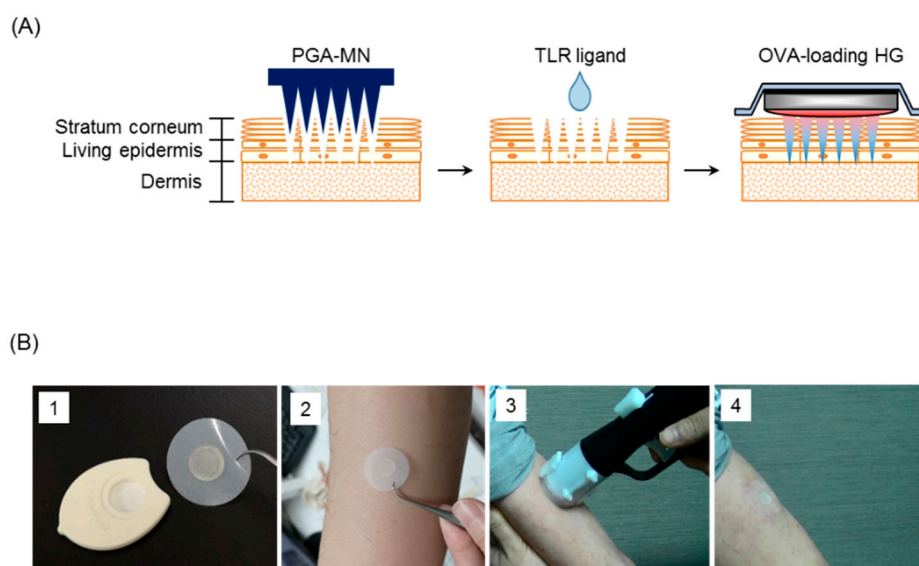 (A)
PGA-MN
TLR ligand
OVA-loading HG
Stratum corneum
Living epidermis
Dermis
(B)
1
2
3
4